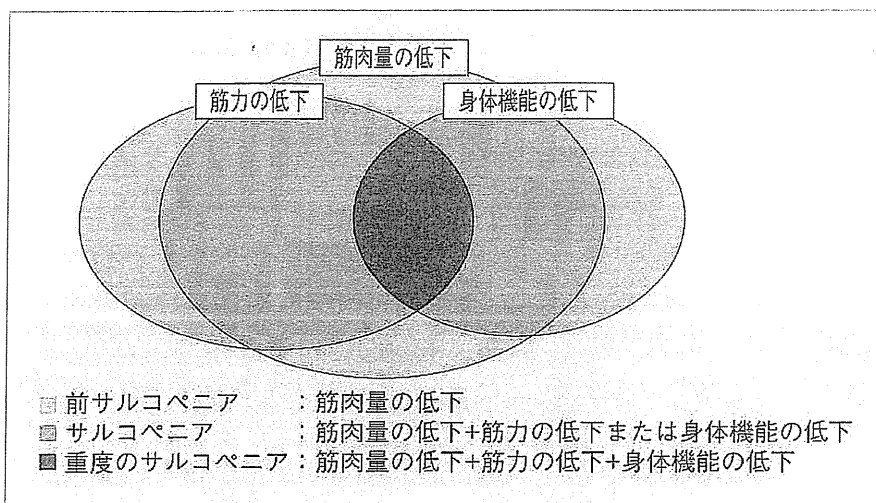 筋肉量の低下
筋力の低下
身体機能の低下
前サルコペニア：筋肉量の低下
サルコペニア：筋肉量の低下+筋力の低下または身体機能の低下
重度のサルコペニア：筋肉量の低下+筋力の低下+身体機能の低下